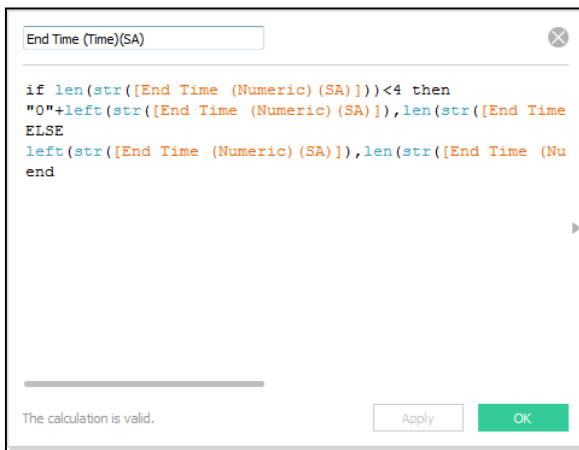 End Time (Time)(SA)
if len(str([End Time (Numeric)(SA)]))<4 then
"0"+left(str([End Time (Numeric)(SA)]),len(str([End Time
ELSE
left(str([End Time (Numeric)(SA)]),len(str([End Time (Nu
end
The calculation is valid.
Apply
OK